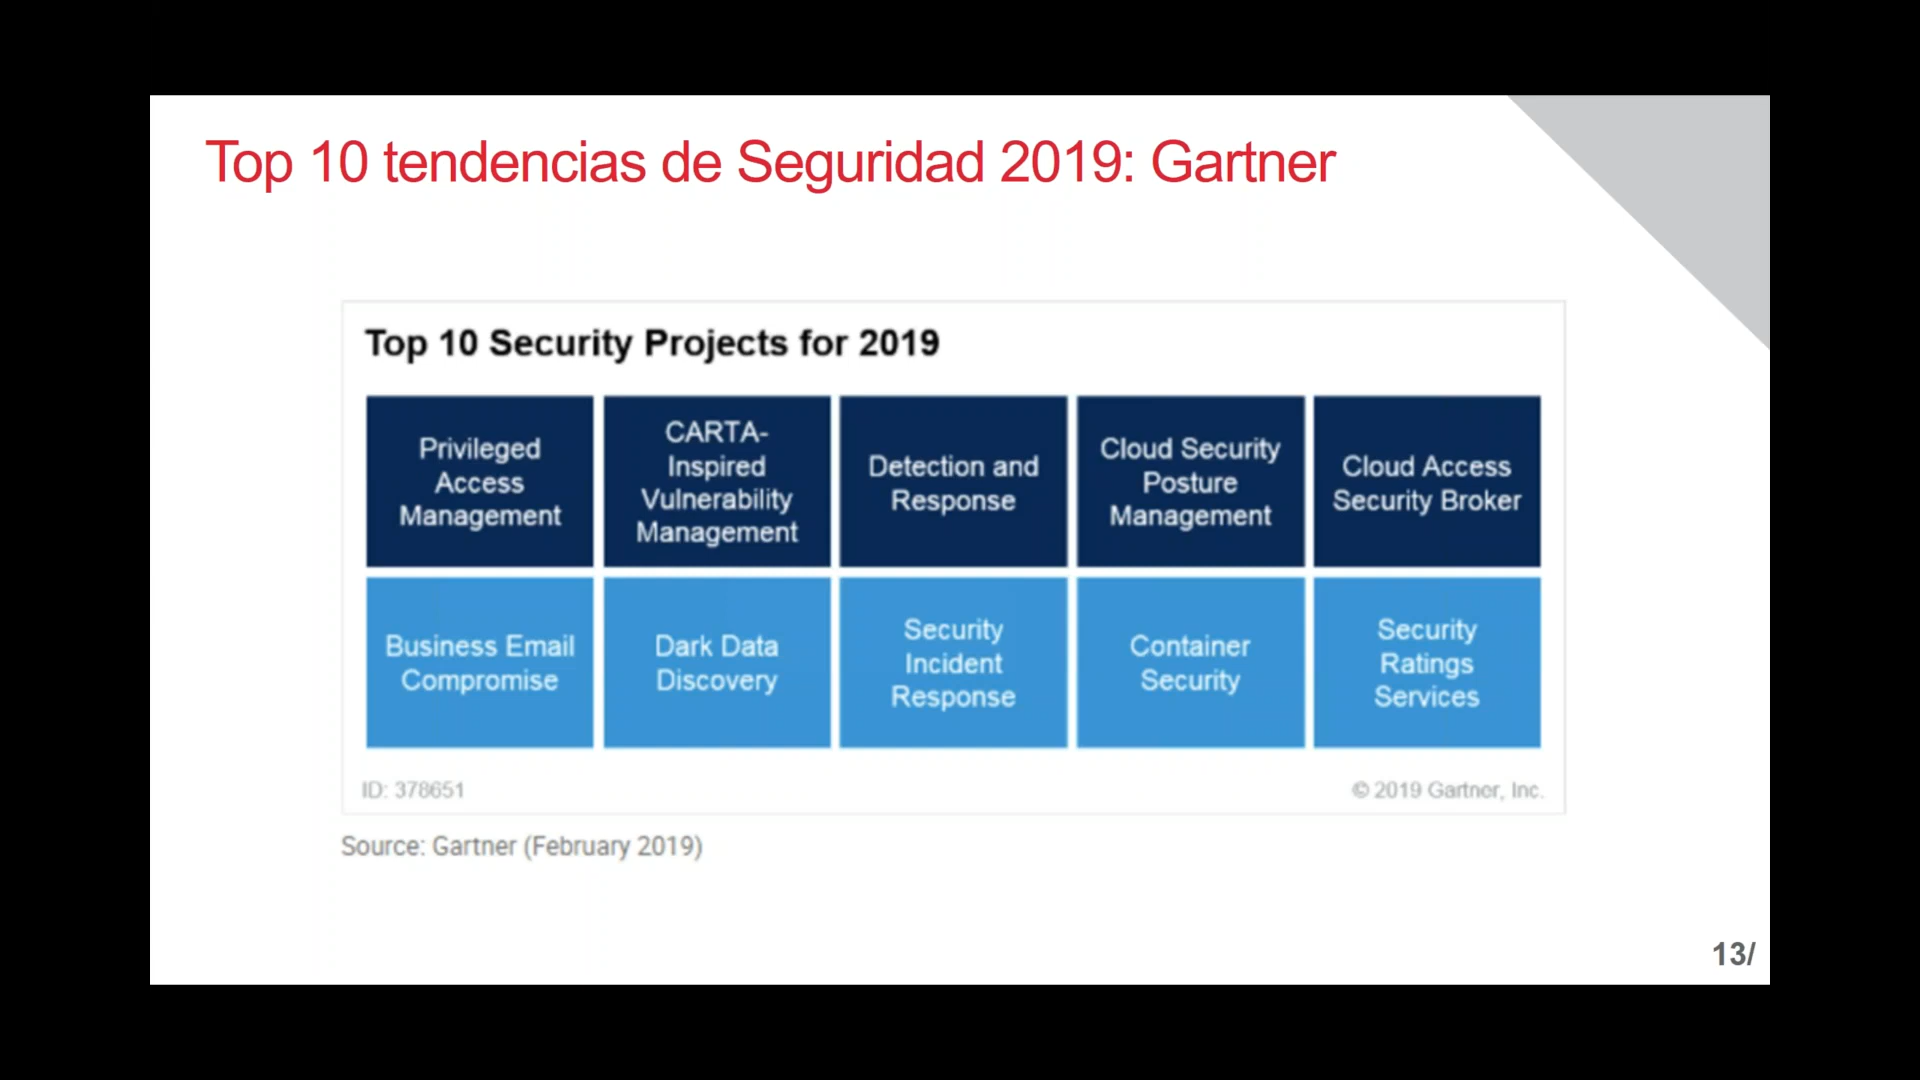 Top 10 tendencias de Seguridad 2019: Gartner
Top 10 Security Projects for 2019
Privileged
Access
Management
CARTA-
Inspired
Vulnerability
Management
Detection and
Response
Cloud Security
Posture
Management
Cloud Access
Security Broker
Business Email
Compromise
Dark Data
Discovery
Security
Incident
Response
Container
Security
Security
Ratings
Services
ID: 378651
© 2019 Gartner, Inc.
Source: Gartner (February 2019)
13/